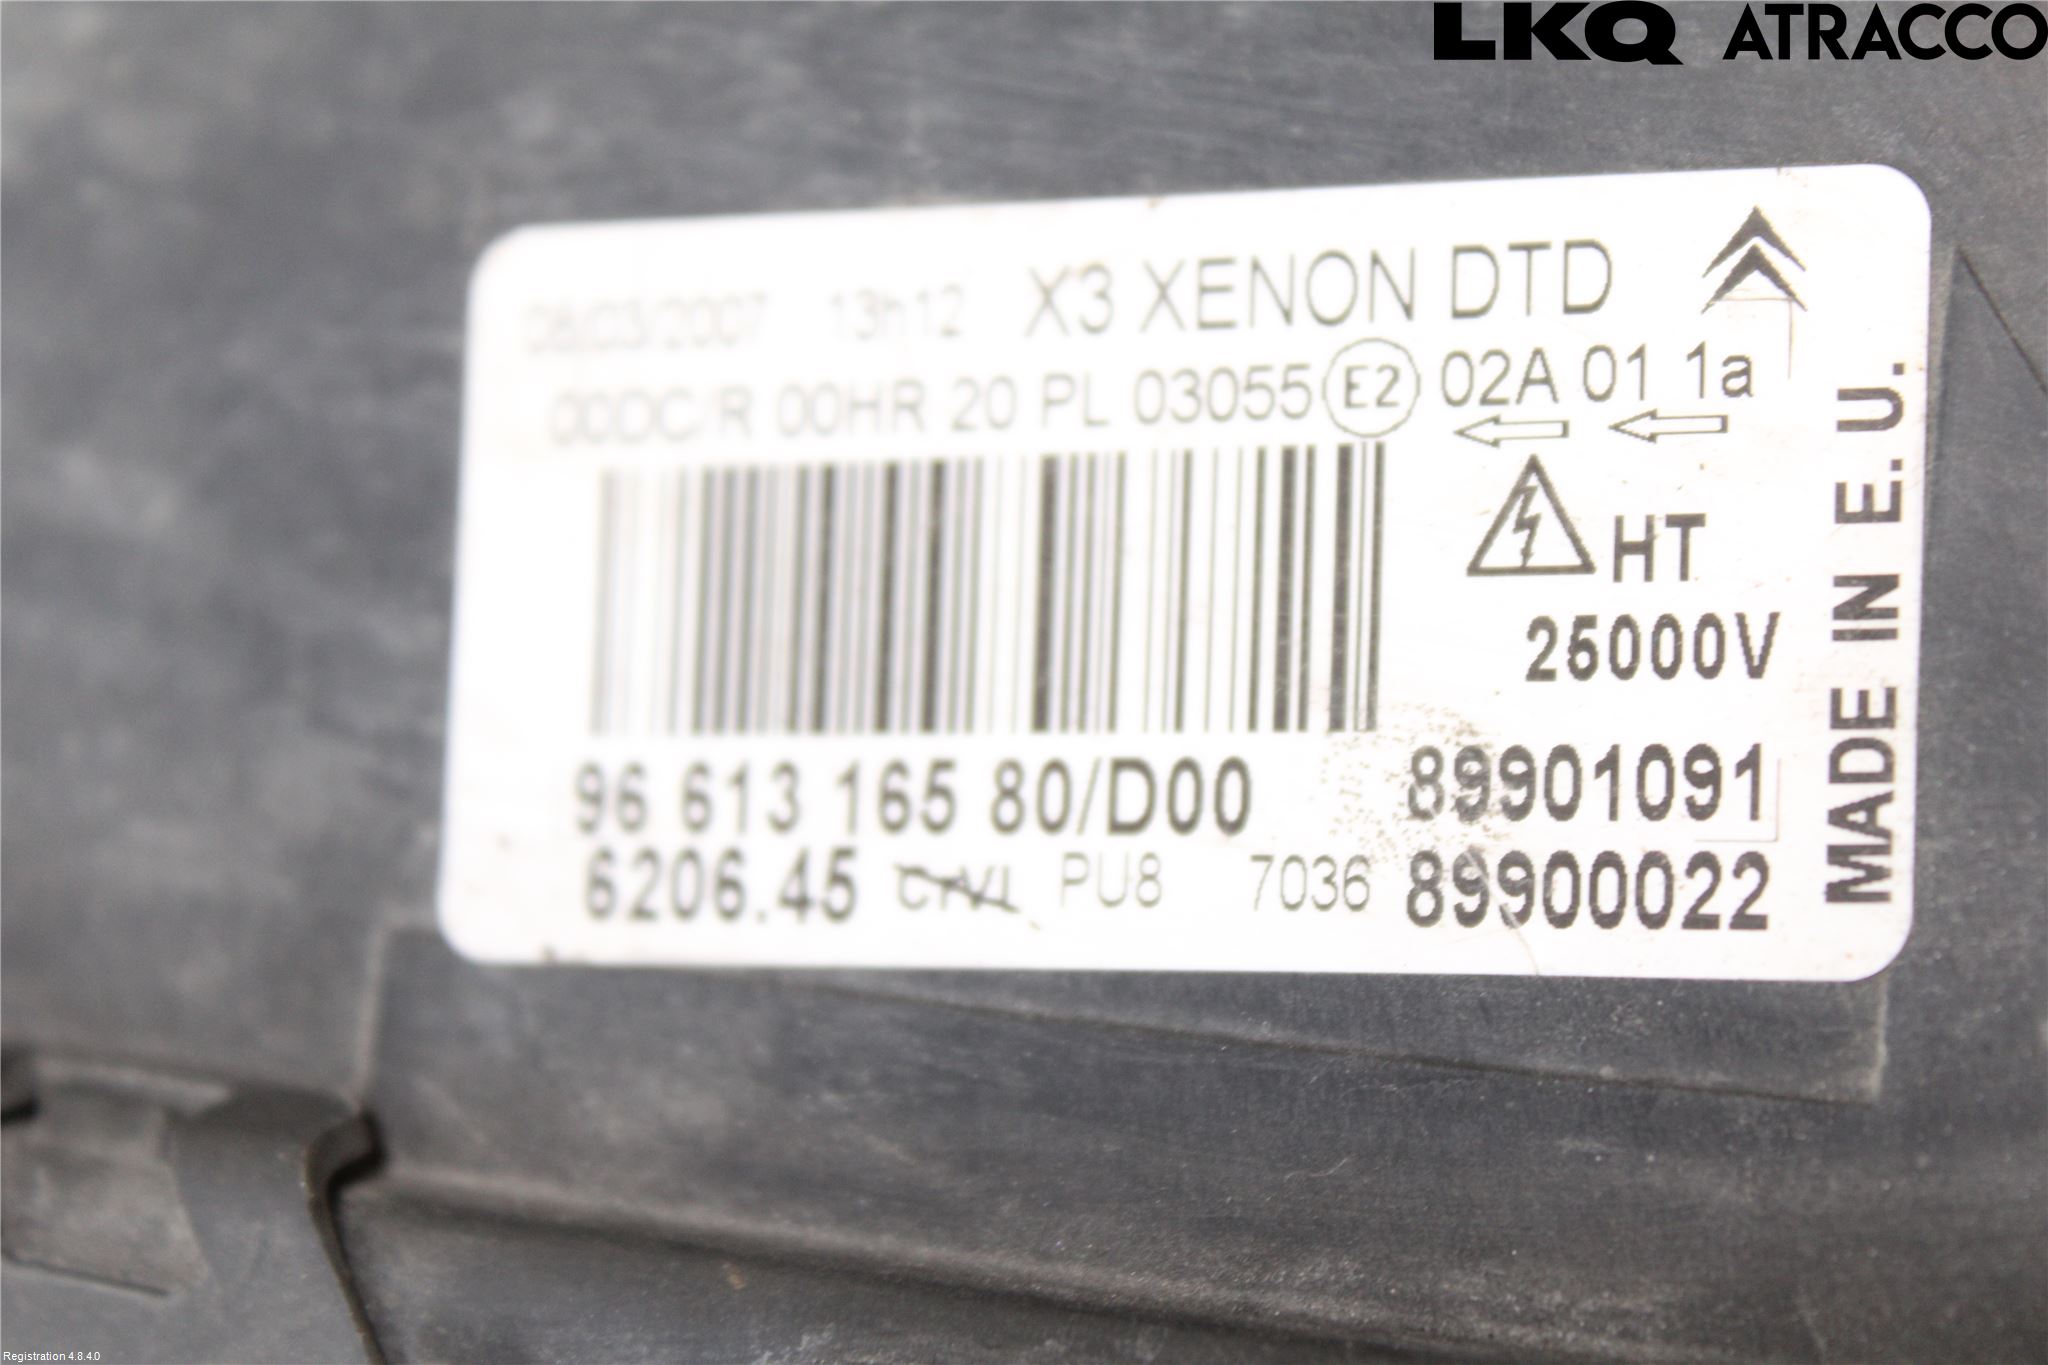 LKQ ATRACCO
08/03/2007 13h12 X3 XENON DTD
00DC/R 00HR 20 PL 03055 E2 02A 01 1a
HT
25000V
MADE IN E.U.
96 613 165 80/D00 89901091
6206.45 PU8 7036 89900022
Registration 4.8.4.0